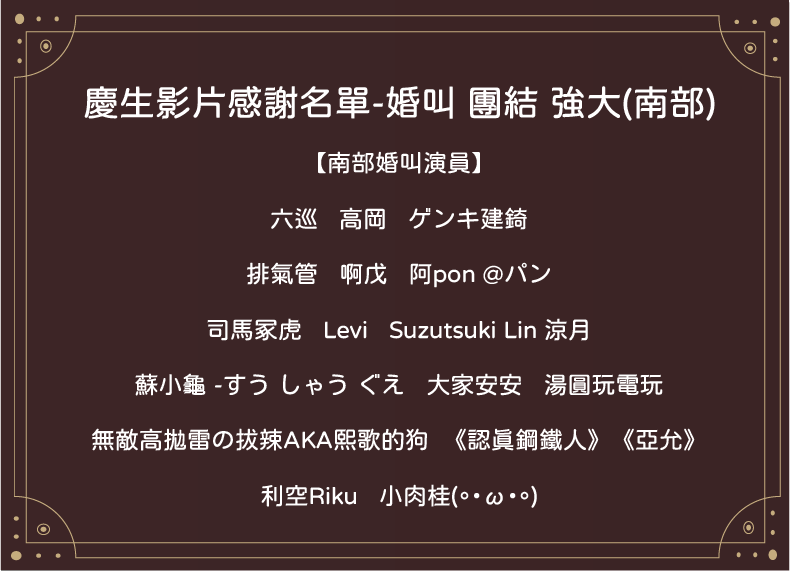 慶生影片感謝名單-婚叫 團結 強大(南部)
【南部婚叫演員】
六巡 高岡 ゲンキ建錡
排氣管 啊戊 阿pon @パン
司馬冢虎 Levi Suzutsuki Lin 涼月
蘇小龜 -すう しゃう ぐえ 大家安安 湯圓玩電玩
無敵高拋雷の拔辣AKA熙歌的狗 《認眞鋼鐵人》《亞允》
利空Riku 小肉桂(∘•ω•∘)